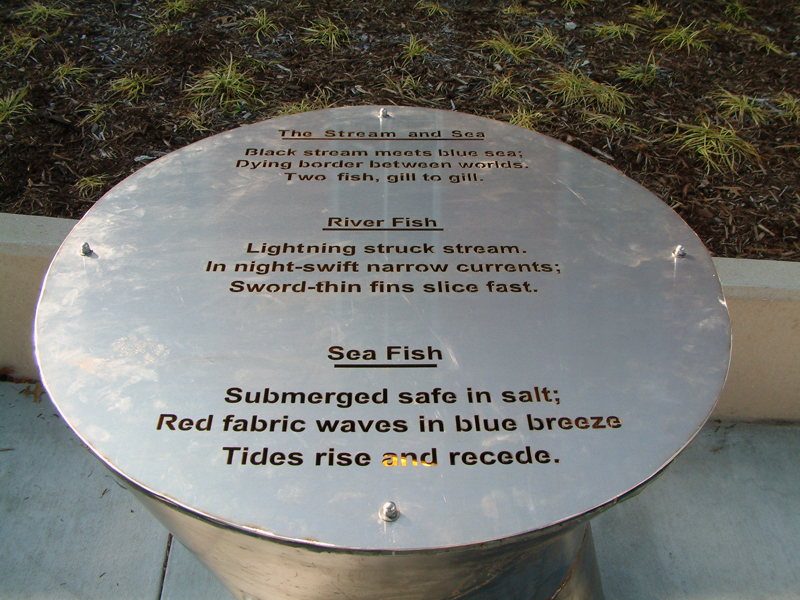 The Stream and Sea
Black stream meets blue sea;
Dying border between worlds.
Two fish, gill to gill.
River Fish
Lightning struck stream.
In night-swift narrow currents;
Sword-thin fins slice fast.
Sea Fish
Submerged safe in salt;
Red fabric waves in blue breeze
Tides rise and recede.